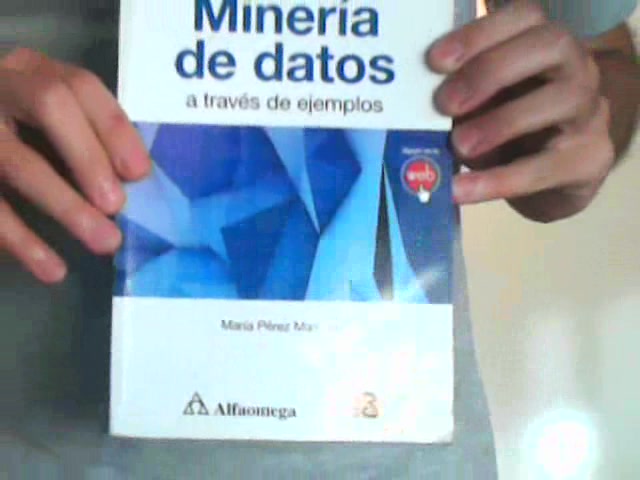 Minería
de datos
a través de ejemplos
web
María Pérez
Alfaomega